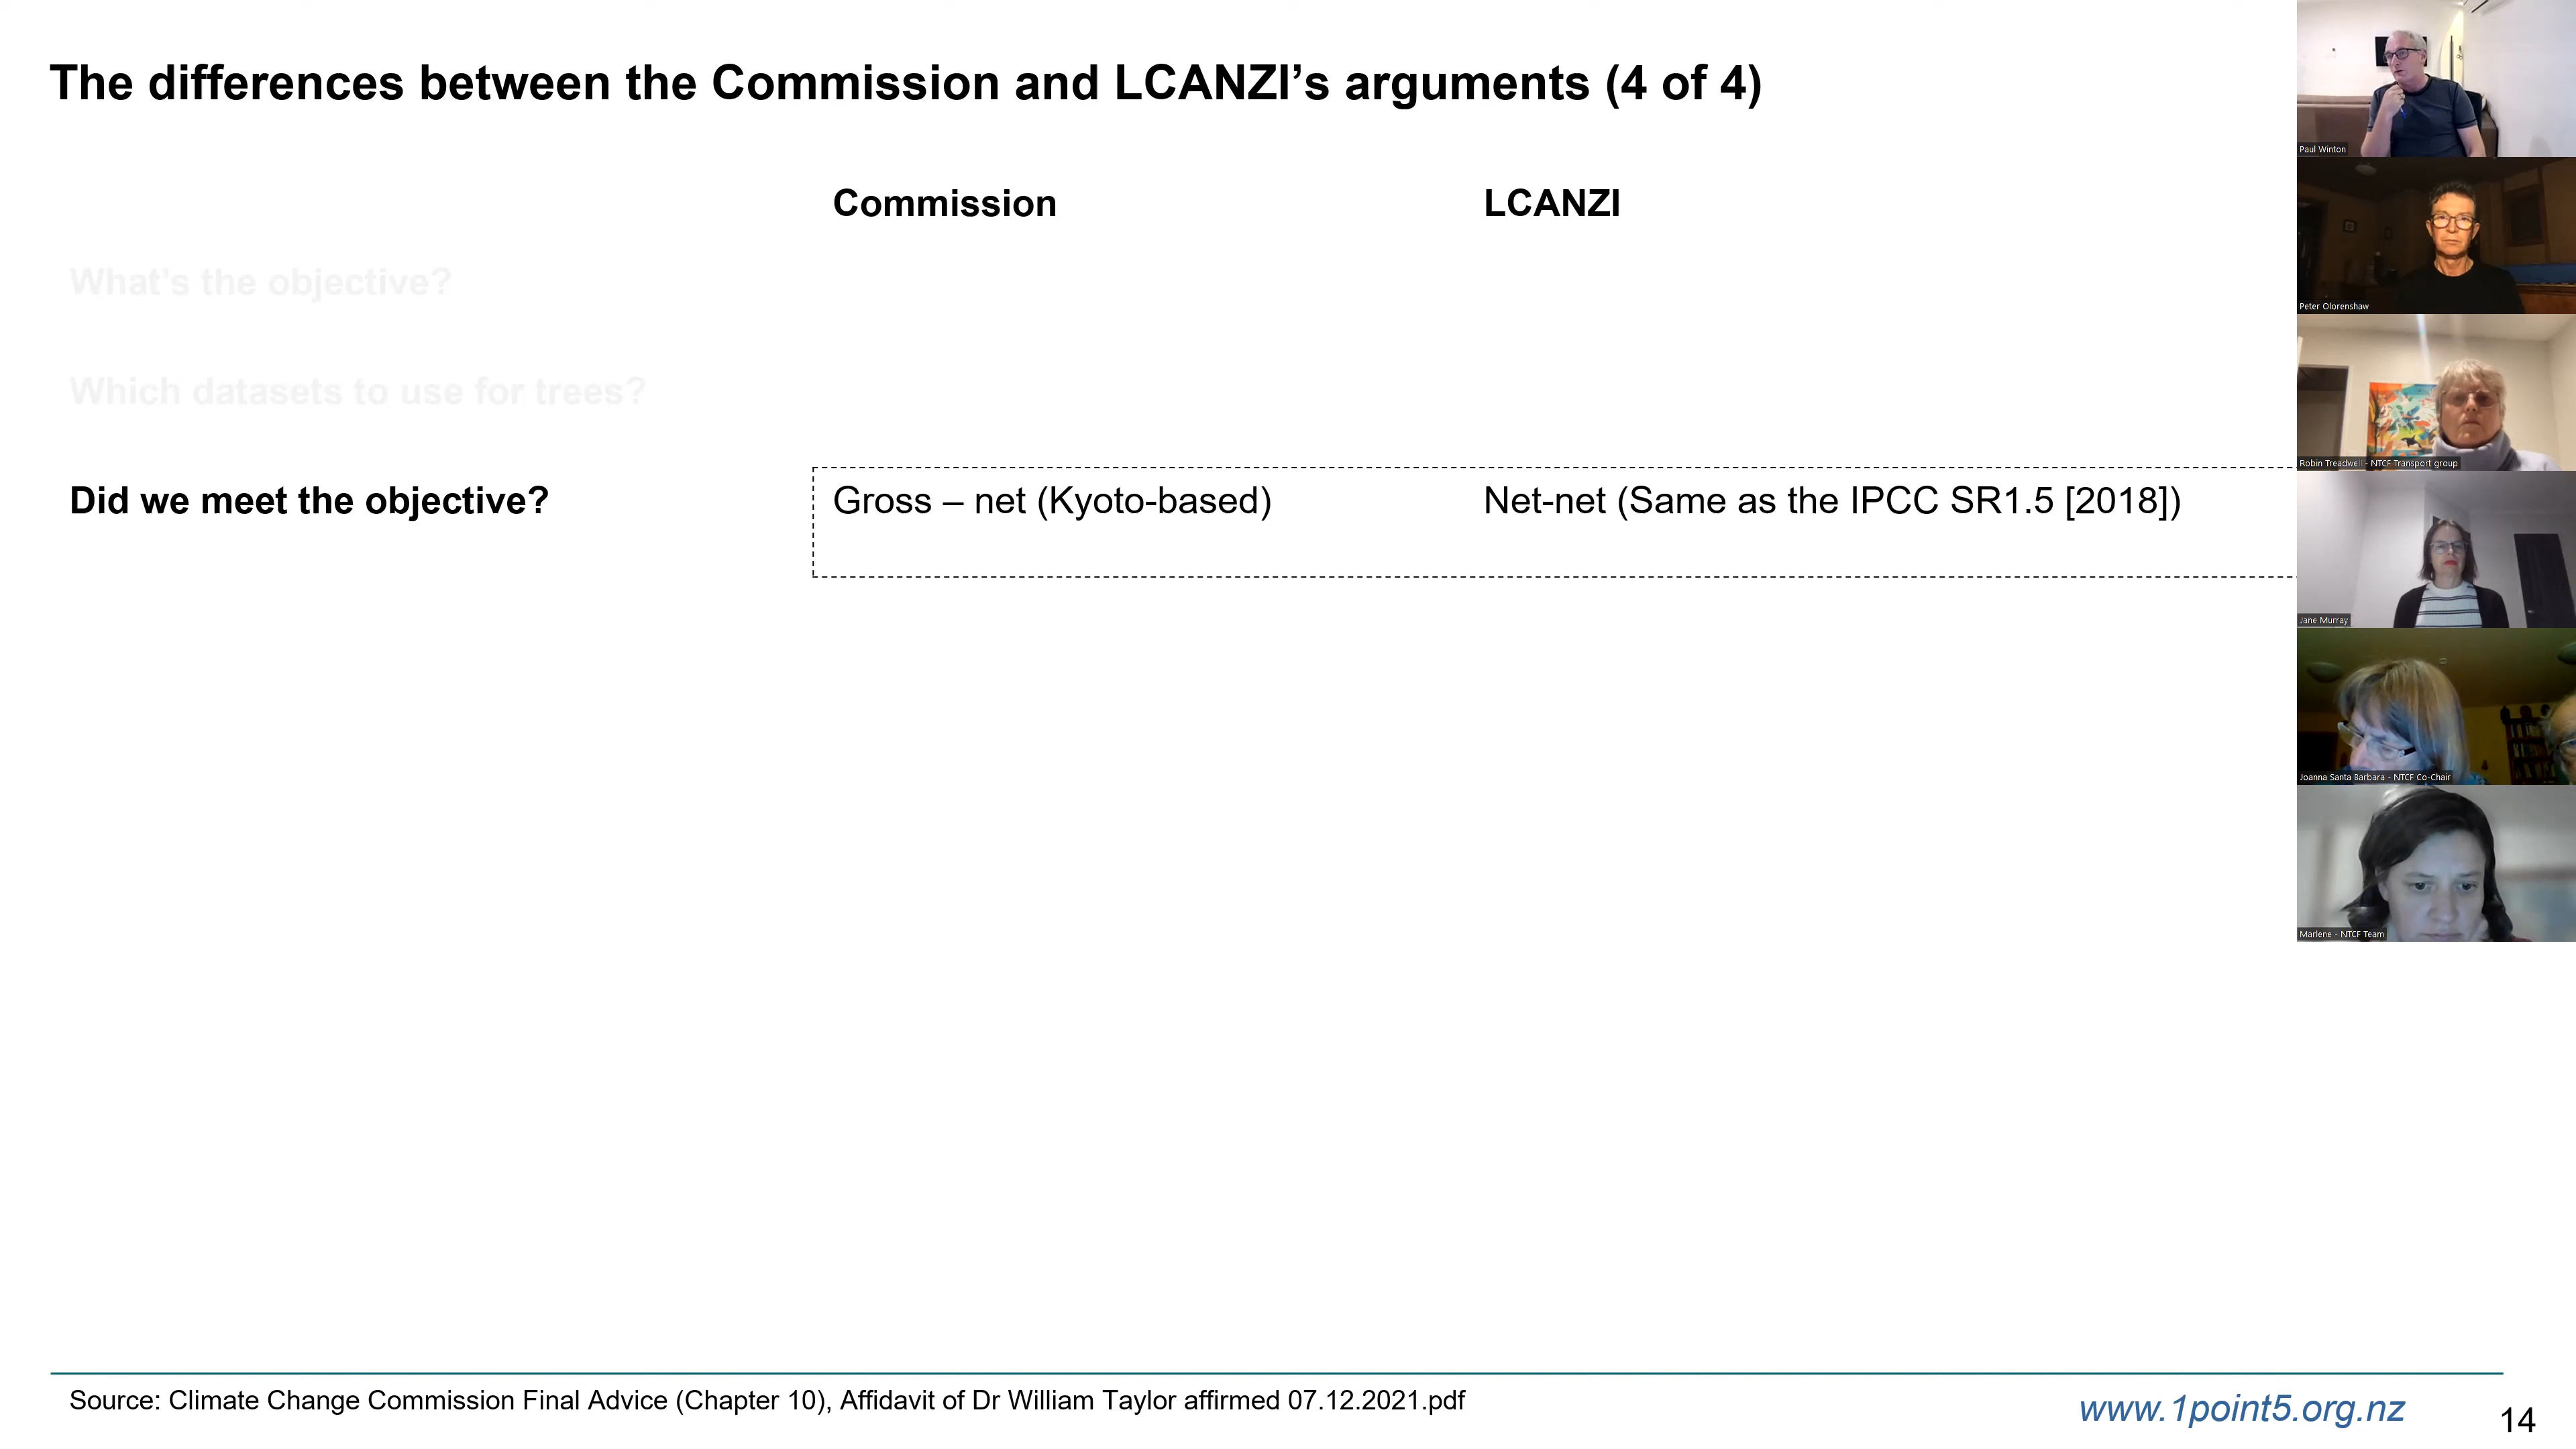 The differences between the Commission and LCANZI’s arguments (4 of 4)
Commission
LCANZI
What's the objective?
Which datasets to use for trees?
Did we meet the objective?
Gross – net (Kyoto-based)
Net-net (Same as the IPCC SR1.5 [2018])
Source: Climate Change Commission Final Advice (Chapter 10), Affidavit of Dr William Taylor affirmed 07.12.2021.pdf
www.1point5.org.nz
14
Paul Winton
Peter Olorenshaw
Robin Treadwell - NTCF Transport group
Jane Murray
Joanna Santa Barbara - NTCF Co-Chair
Marlene - NTCF Team